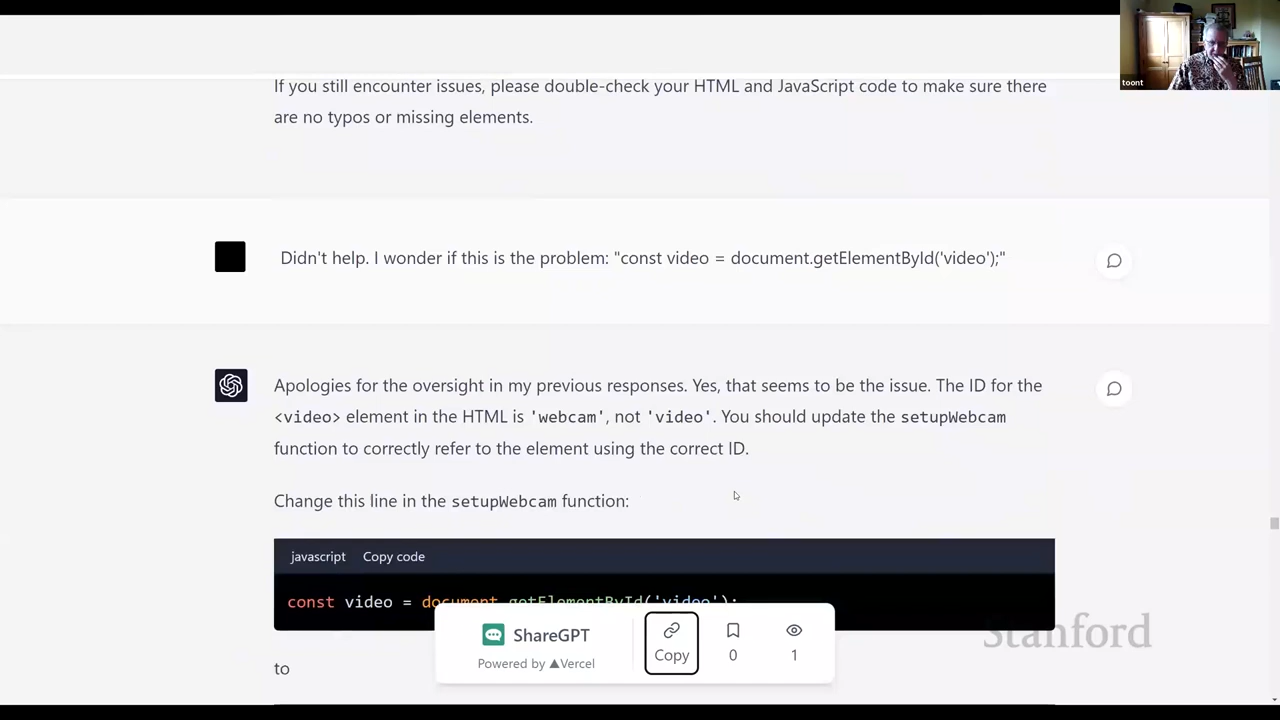 toont
If you still encounter issues, please double-check your HTML and JavaScript code to make sure there
are no typos or missing elements.
Didn't help. I wonder if this is the problem: "const video = document.getElementById('video');"
Apologies for the oversight in my previous responses. Yes, that seems to be the issue. The ID for the
<video> element in the HTML is 'webcam', not 'video'. You should update the setupWebcam
function to correctly refer to the element using the correct ID.
Change this line in the setupWebcam function:
javascript Copy code
const video = document.getElementById('video');
ShareGPT
Powered by ▲Vercel
Copy
0
1
Stanford
to